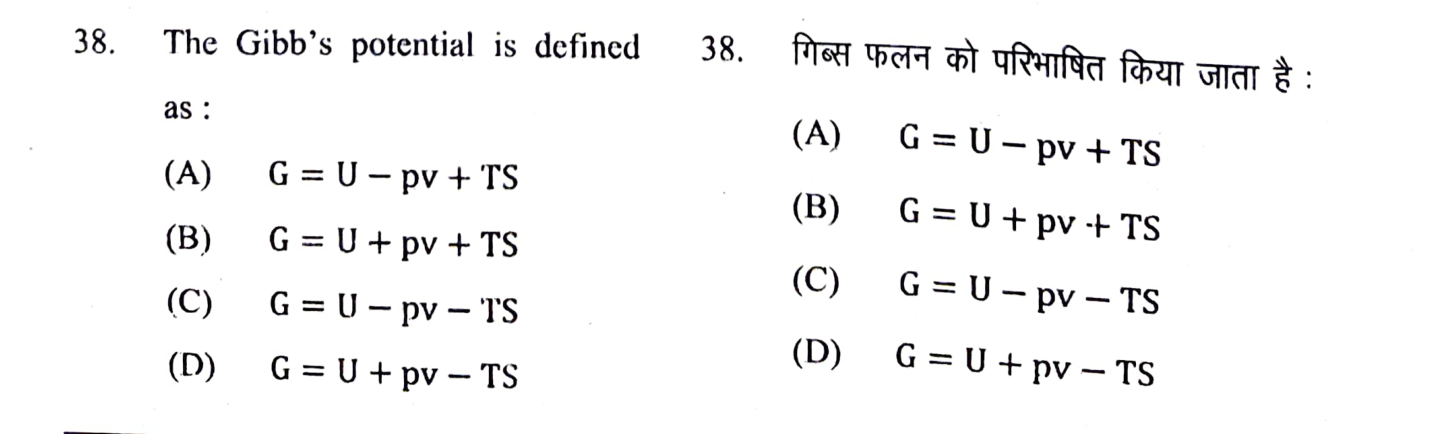 38. The Gibb's potential is defined
as :
(A) G = U – pv + TS
(B) G = U + pv + TS
(C) G = U – pv – TS
(D) G = U + pv – TS
38. गिब्स फलन को परिभाषित किया जाता है :
(A) G = U – pv + TS
(B) G = U + pv + TS
(C) G = U – pv – TS
(D) G = U + pv – TS